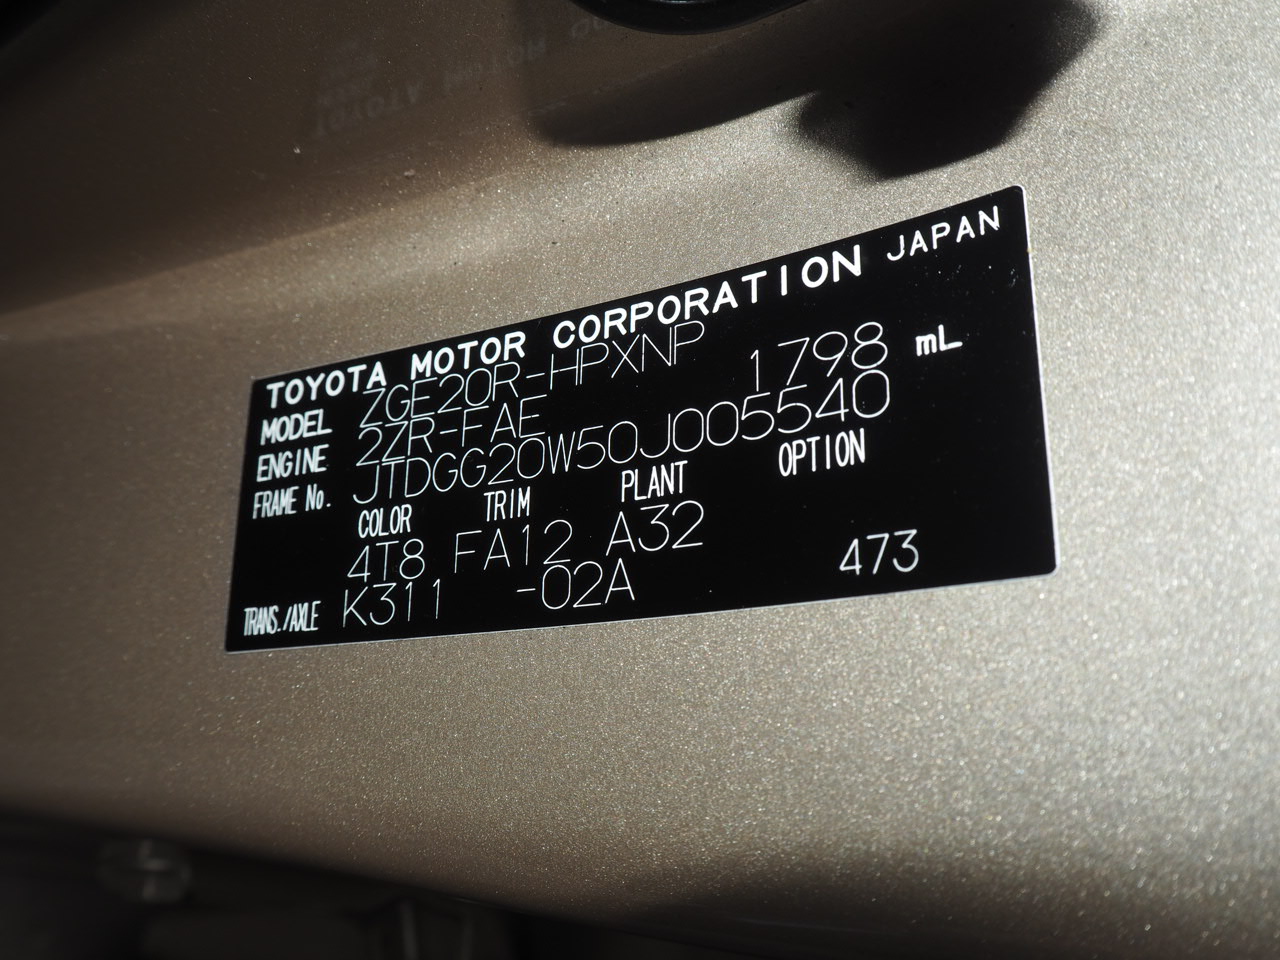 TOYOTA MOTOR CORPORATION JAPAN
MODEL ZGE20R-HPXNP
ENGINE 2ZR-FAE 1798 mL
FRAME No. JTDGG20W50J005540
COLOR TRIM PLANT OPTION
4T8 FA12 A32
TRANS./AXLE K311 -02A 473